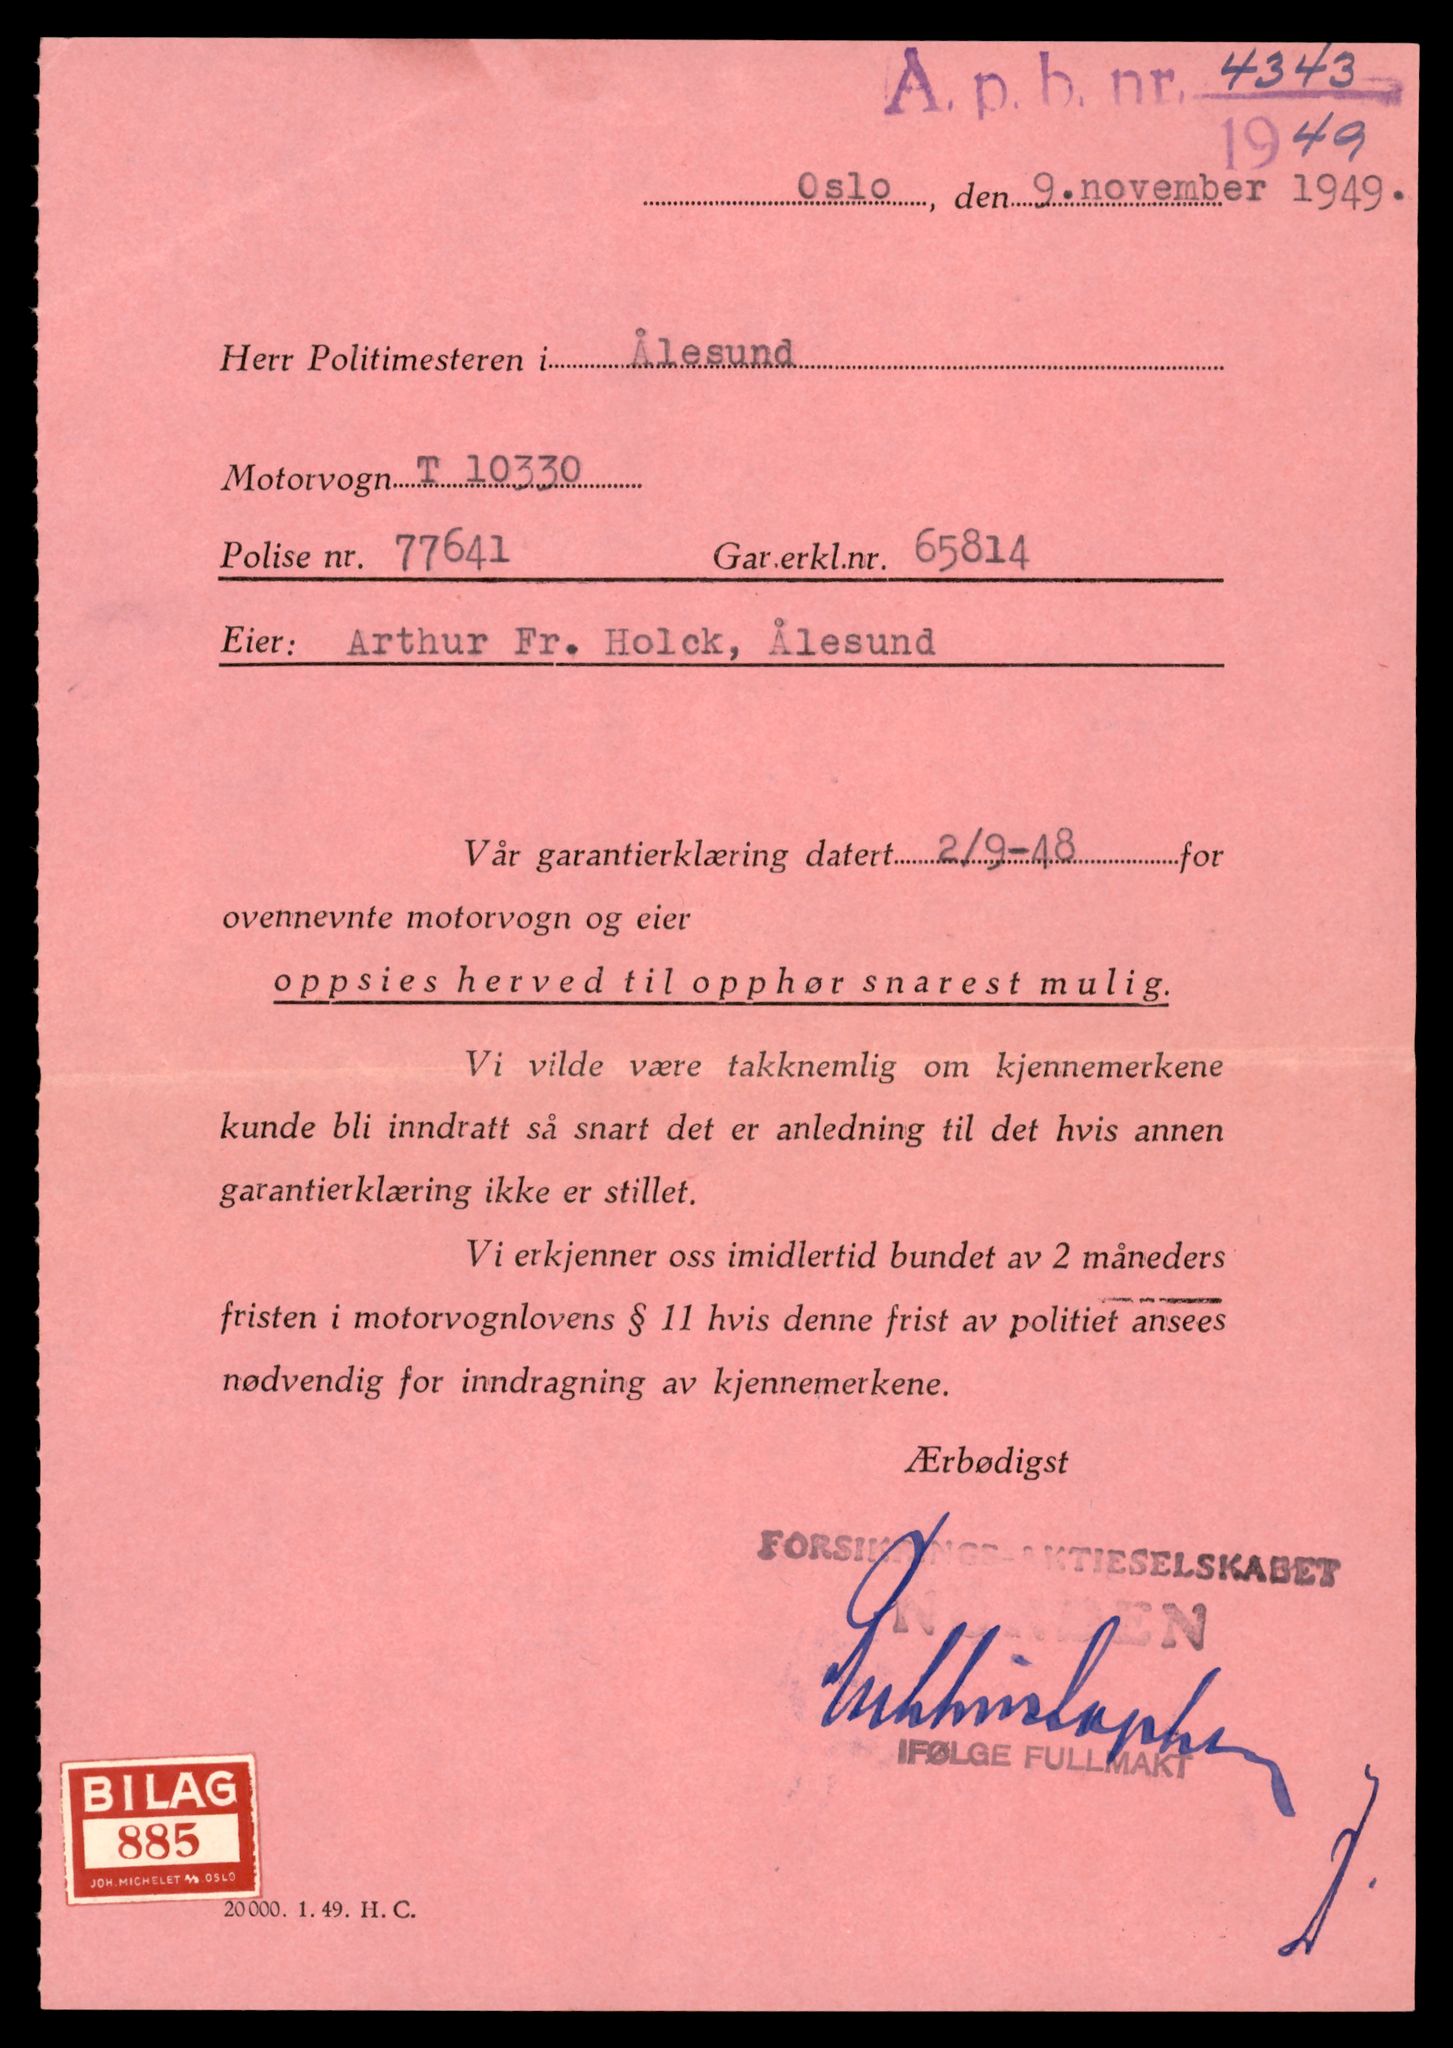 A. p. b. nr. 4343
1949
Oslo, den 9. november 1949.
Herr Politimesteren i Ålesund
Motorvogn T 10330
Polise nr. 77641 Gar.erkl.nr. 65814
Eier: Arthur Fr. Holck, Ålesund
Vår garantierklæring datert 2/9-48 for
ovennevnte motorvogn og eier
oppsies herved til opphør snarest mulig.
Vi vilde være takknemlig om kjennemerkene
kunde bli inndratt så snart det er anledning til det hvis annen
garantierklæring ikke er stillet.
Vi erkjenner oss imidlertid bundet av 2 måneders
fristen i motorvognlovens § 11 hvis denne frist av politiet ansees
nødvendig for inndragning av kjennemerkene.
Ærbødigst
FORSIKRINGS-AKTIESELSKABET
NORDEN
IFØLGE FULLMAKT
BILAG
885
JOH. MICHELET A/S OSLO
20000. 1. 49. H. C.